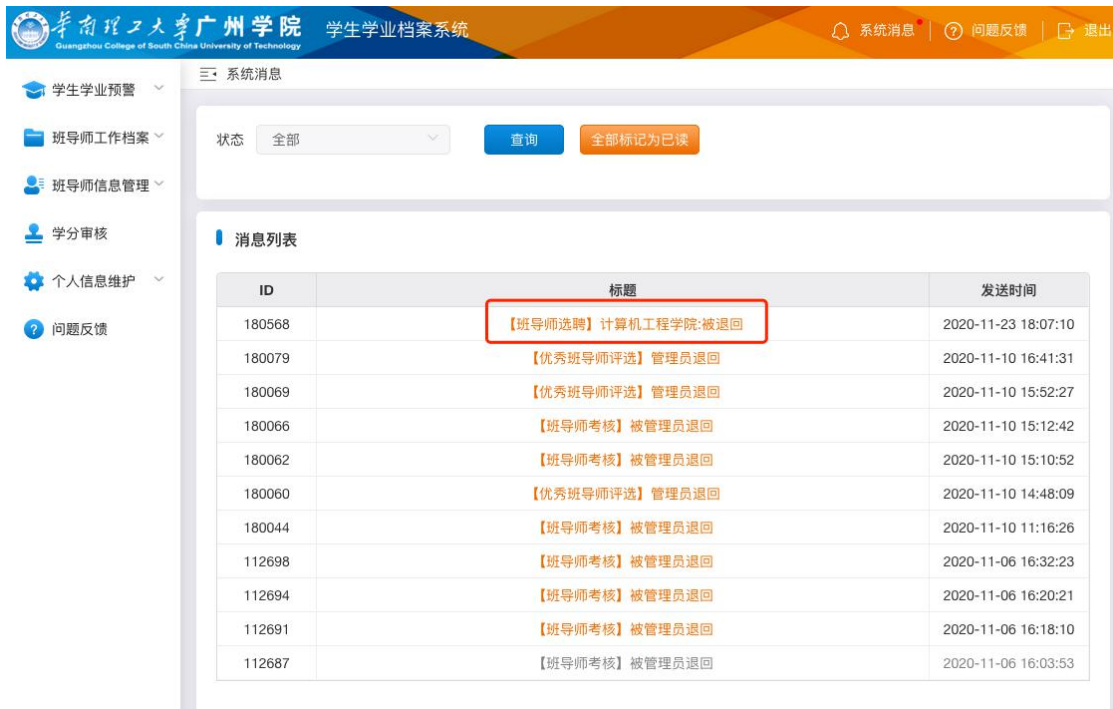 华南理工大学广州学院 学生学业档案系统 系统消息 问题反馈 退出
Guangzhou College of South China University of Technology
系统消息
学生学业预警
班导师工作档案
班导师信息管理
学分审核
个人信息维护
问题反馈
状态 全部 查询 全部标记为已读
消息列表
ID 标题 发送时间
180568 【班导师选聘】计算机工程学院:被退回 2020-11-23 18:07:10
180079 【优秀班导师评选】管理员退回 2020-11-10 16:41:31
180069 【优秀班导师评选】管理员退回 2020-11-10 15:52:27
180066 【班导师考核】被管理员退回 2020-11-10 15:12:42
180062 【班导师考核】被管理员退回 2020-11-10 15:10:52
180060 【优秀班导师评选】管理员退回 2020-11-10 14:48:09
180044 【班导师考核】被管理员退回 2020-11-10 11:16:26
112698 【班导师考核】被管理员退回 2020-11-06 16:32:23
112694 【班导师考核】被管理员退回 2020-11-06 16:20:21
112691 【班导师考核】被管理员退回 2020-11-06 16:18:10
112687 【班导师考核】被管理员退回 2020-11-06 16:03:53